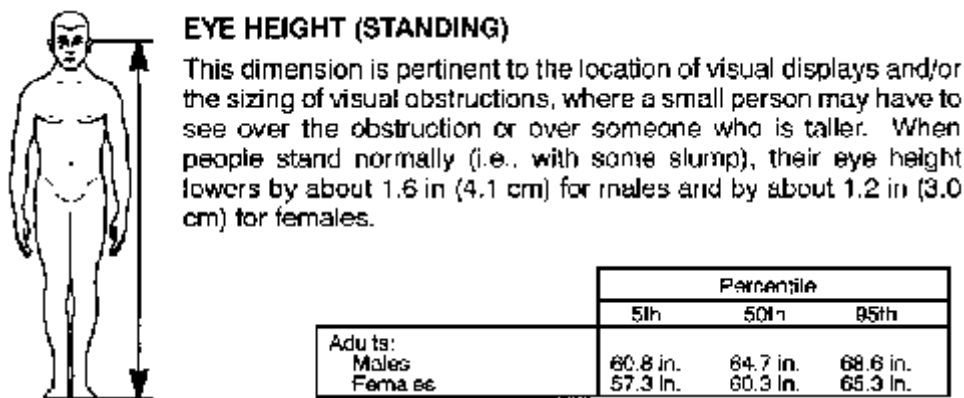 EYE HEIGHT (STANDING)
This dimension is pertinent to the location of visual displays and/or
the sizing of visual obstructions, where a small person may have to
see over the obstruction or over someone who is taller. When
people stand normally (i.e., with some slump), their eye height
lowers by about 1.6 in (4.1 cm) for males and by about 1.2 in (3.0
cm) for females.
Percentile
5th 50th 95th
Adults:
Males 60.8 in. 64.7 in. 68.6 in.
Females 57.3 in. 60.3 in. 65.3 in.